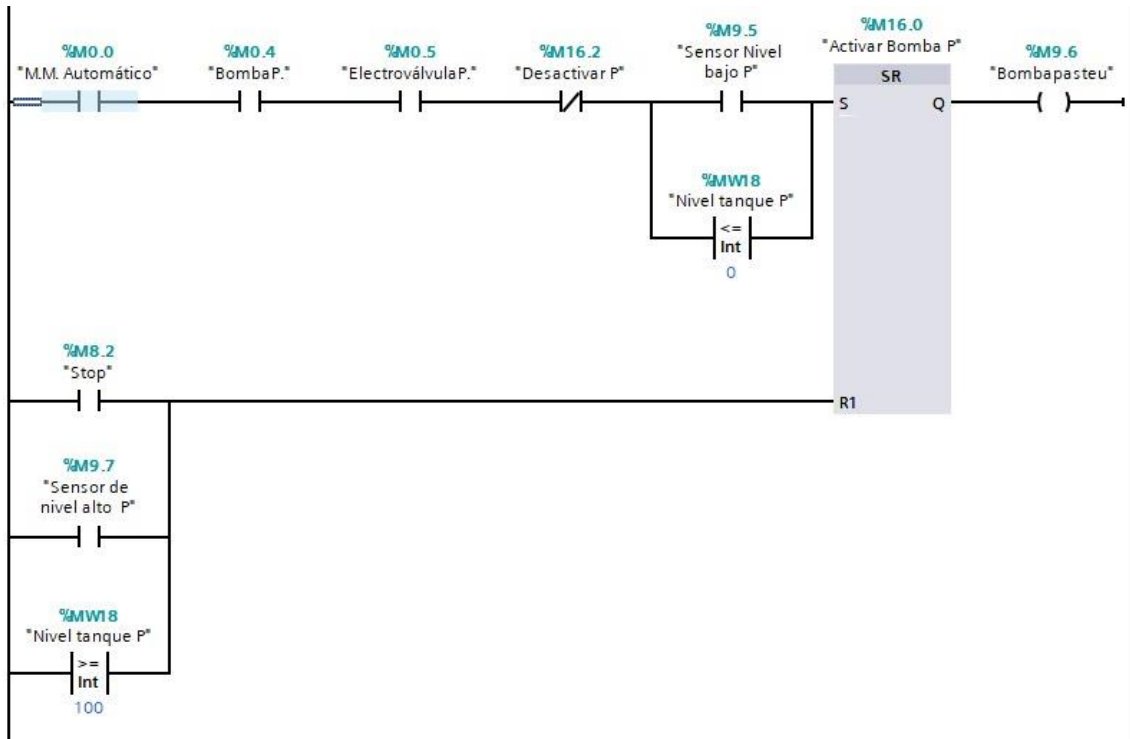 %M0.0
"M.M. Automático"
%M0.4
"BombaP."
%M0.5
"ElectroválvulaP."
%M16.2
"Desactivar P"
%M9.5
"Sensor Nivel
bajo P"
%M16.0
"Activar Bomba P"
SR
S
Q
%M9.6
"Bombapasteu"
%MW18
"Nivel tanque P"
<=
Int
0
%M8.2
"Stop"
R1
%M9.7
"Sensor de
nivel alto P"
%MW18
"Nivel tanque P"
>=
Int
100